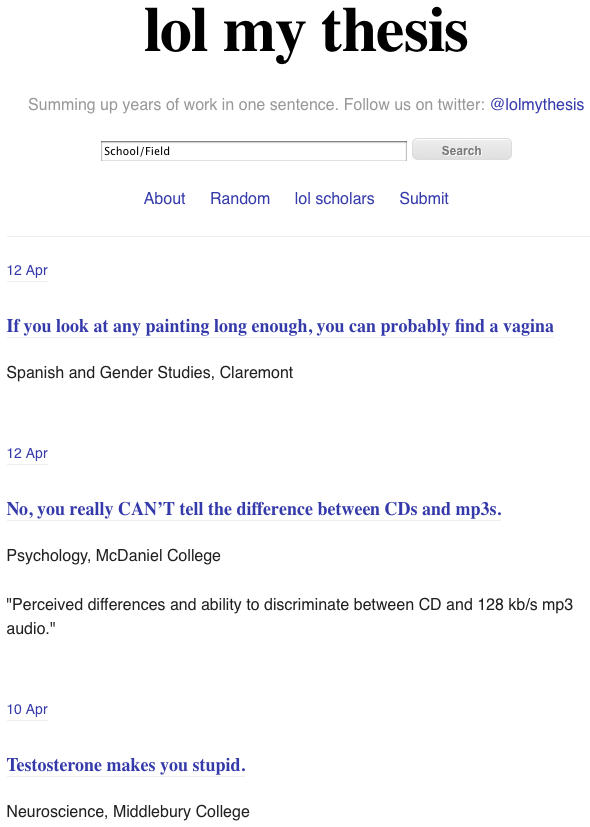 lol my thesis
Summing up years of work in one sentence. Follow us on twitter: @lolmythesis
School/Field Search
About Random lol scholars Submit
12 Apr
If you look at any painting long enough, you can probably find a vagina
Spanish and Gender Studies, Claremont
12 Apr
No, you really CAN'T tell the difference between CDs and mp3s.
Psychology, McDaniel College
"Perceived differences and ability to discriminate between CD and 128 kb/s mp3
audio."
10 Apr
Testosterone makes you stupid.
Neuroscience, Middlebury College